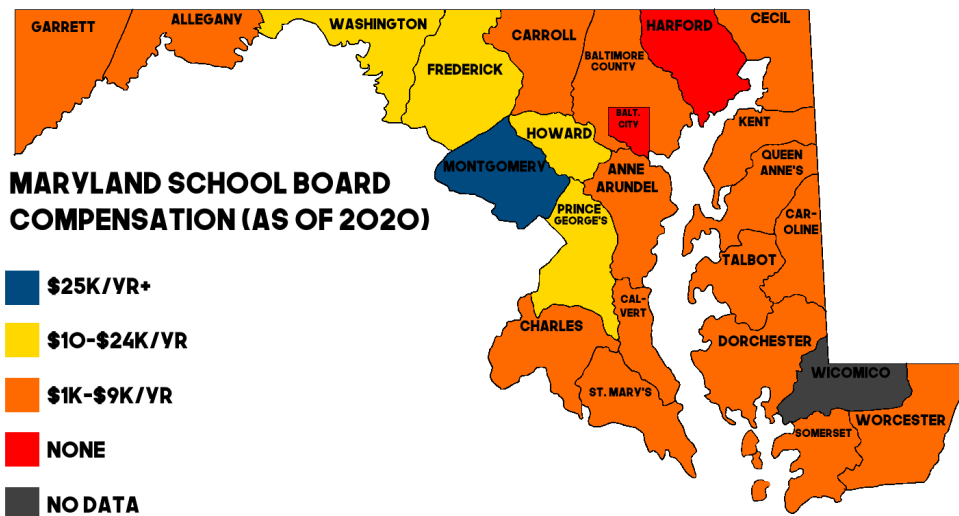 GARRETT
ALLEGANY
WASHINGTON
FREDERICK
CARROLL
BALTIMORE
COUNTY
HARFORD
CECIL
BALT.
CITY
HOWARD
MONTGOMERY
ANNE
ARUNDEL
KENT
QUEEN
ANNE'S
MARYLAND SCHOOL BOARD
COMPENSATION (AS OF 2020)
PRINCE
GEORGE'S
CAR-
OLINE
TALBOT
$25K/YR+
CAL-
VERT
CHARLES
DORCHESTER
$10-$24K/YR
WICOMICO
ST. MARY'S
$1K-$9K/YR
WORCESTER
SOMERSET
NONE
NO DATA